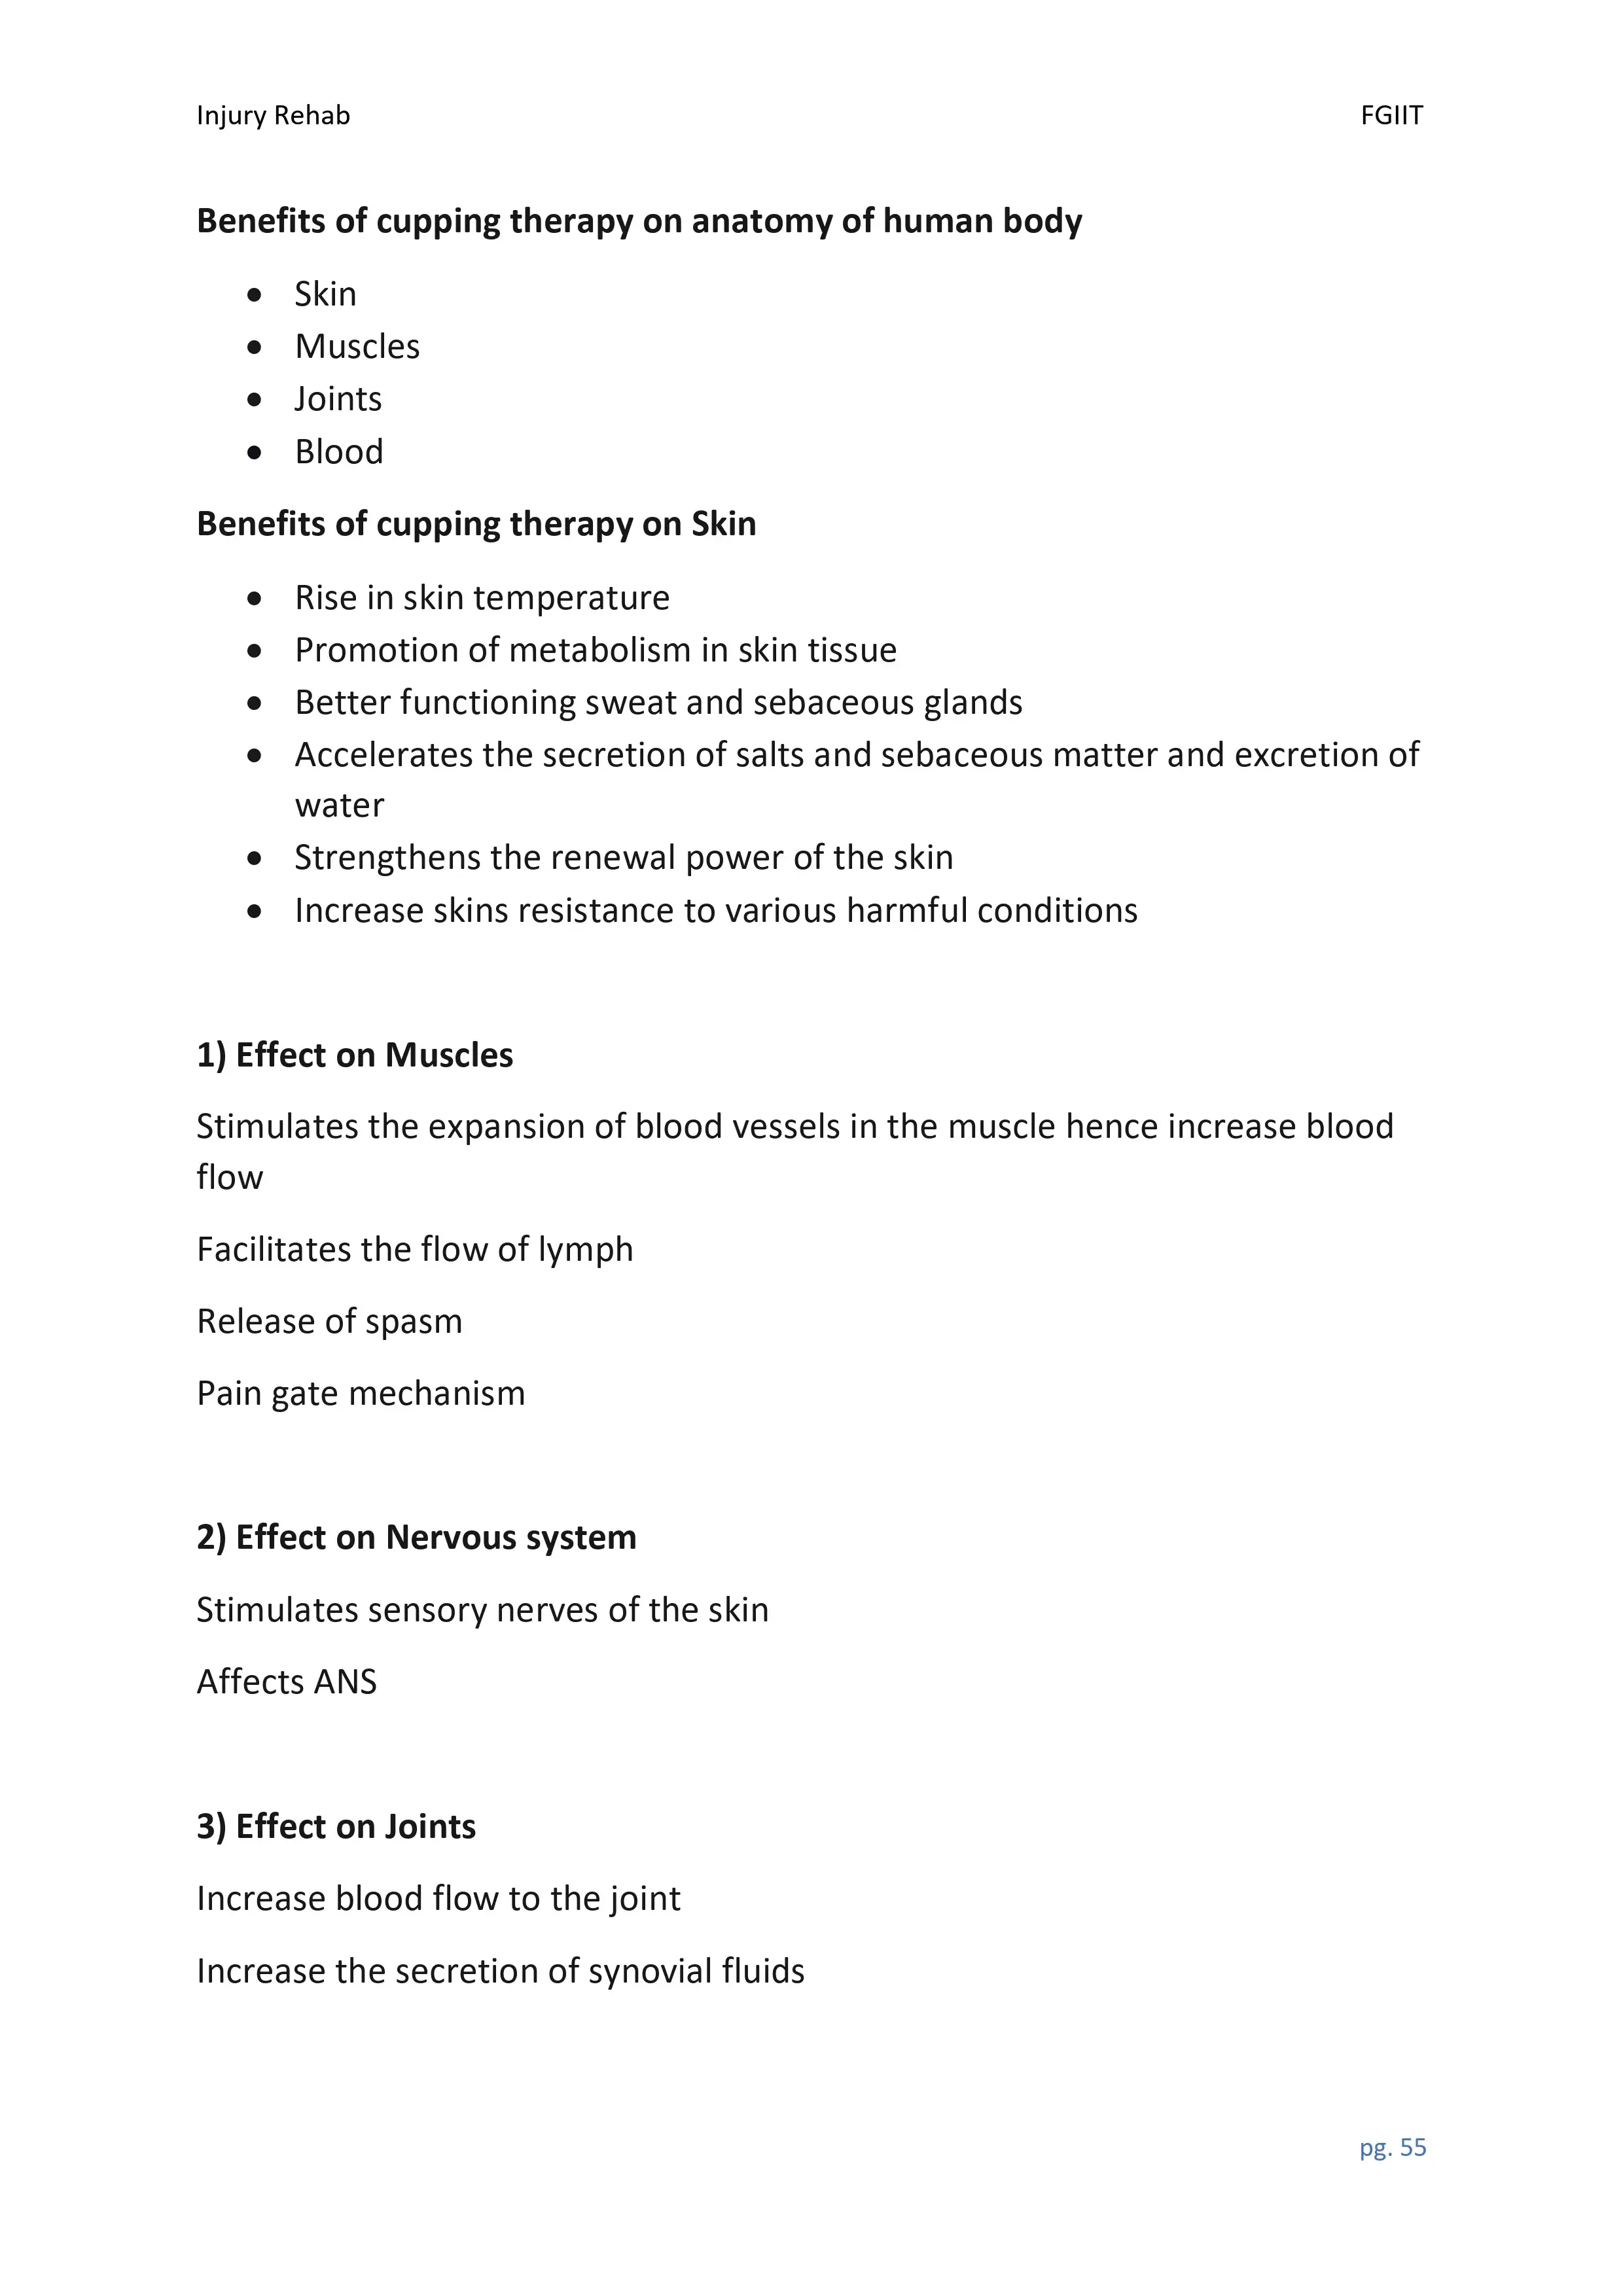 Injury Rehab FGIIT
Benefits of cupping therapy on anatomy of human body
• Skin
• Muscles
• Joints
• Blood
Benefits of cupping therapy on Skin
• Rise in skin temperature
• Promotion of metabolism in skin tissue
• Better functioning sweat and sebaceous glands
• Accelerates the secretion of salts and sebaceous matter and excretion of
water
• Strengthens the renewal power of the skin
• Increase skins resistance to various harmful conditions
1) Effect on Muscles
Stimulates the expansion of blood vessels in the muscle hence increase blood
flow
Facilitates the flow of lymph
Release of spasm
Pain gate mechanism
2) Effect on Nervous system
Stimulates sensory nerves of the skin
Affects ANS
3) Effect on Joints
Increase blood flow to the joint
Increase the secretion of synovial fluids
pg. 55